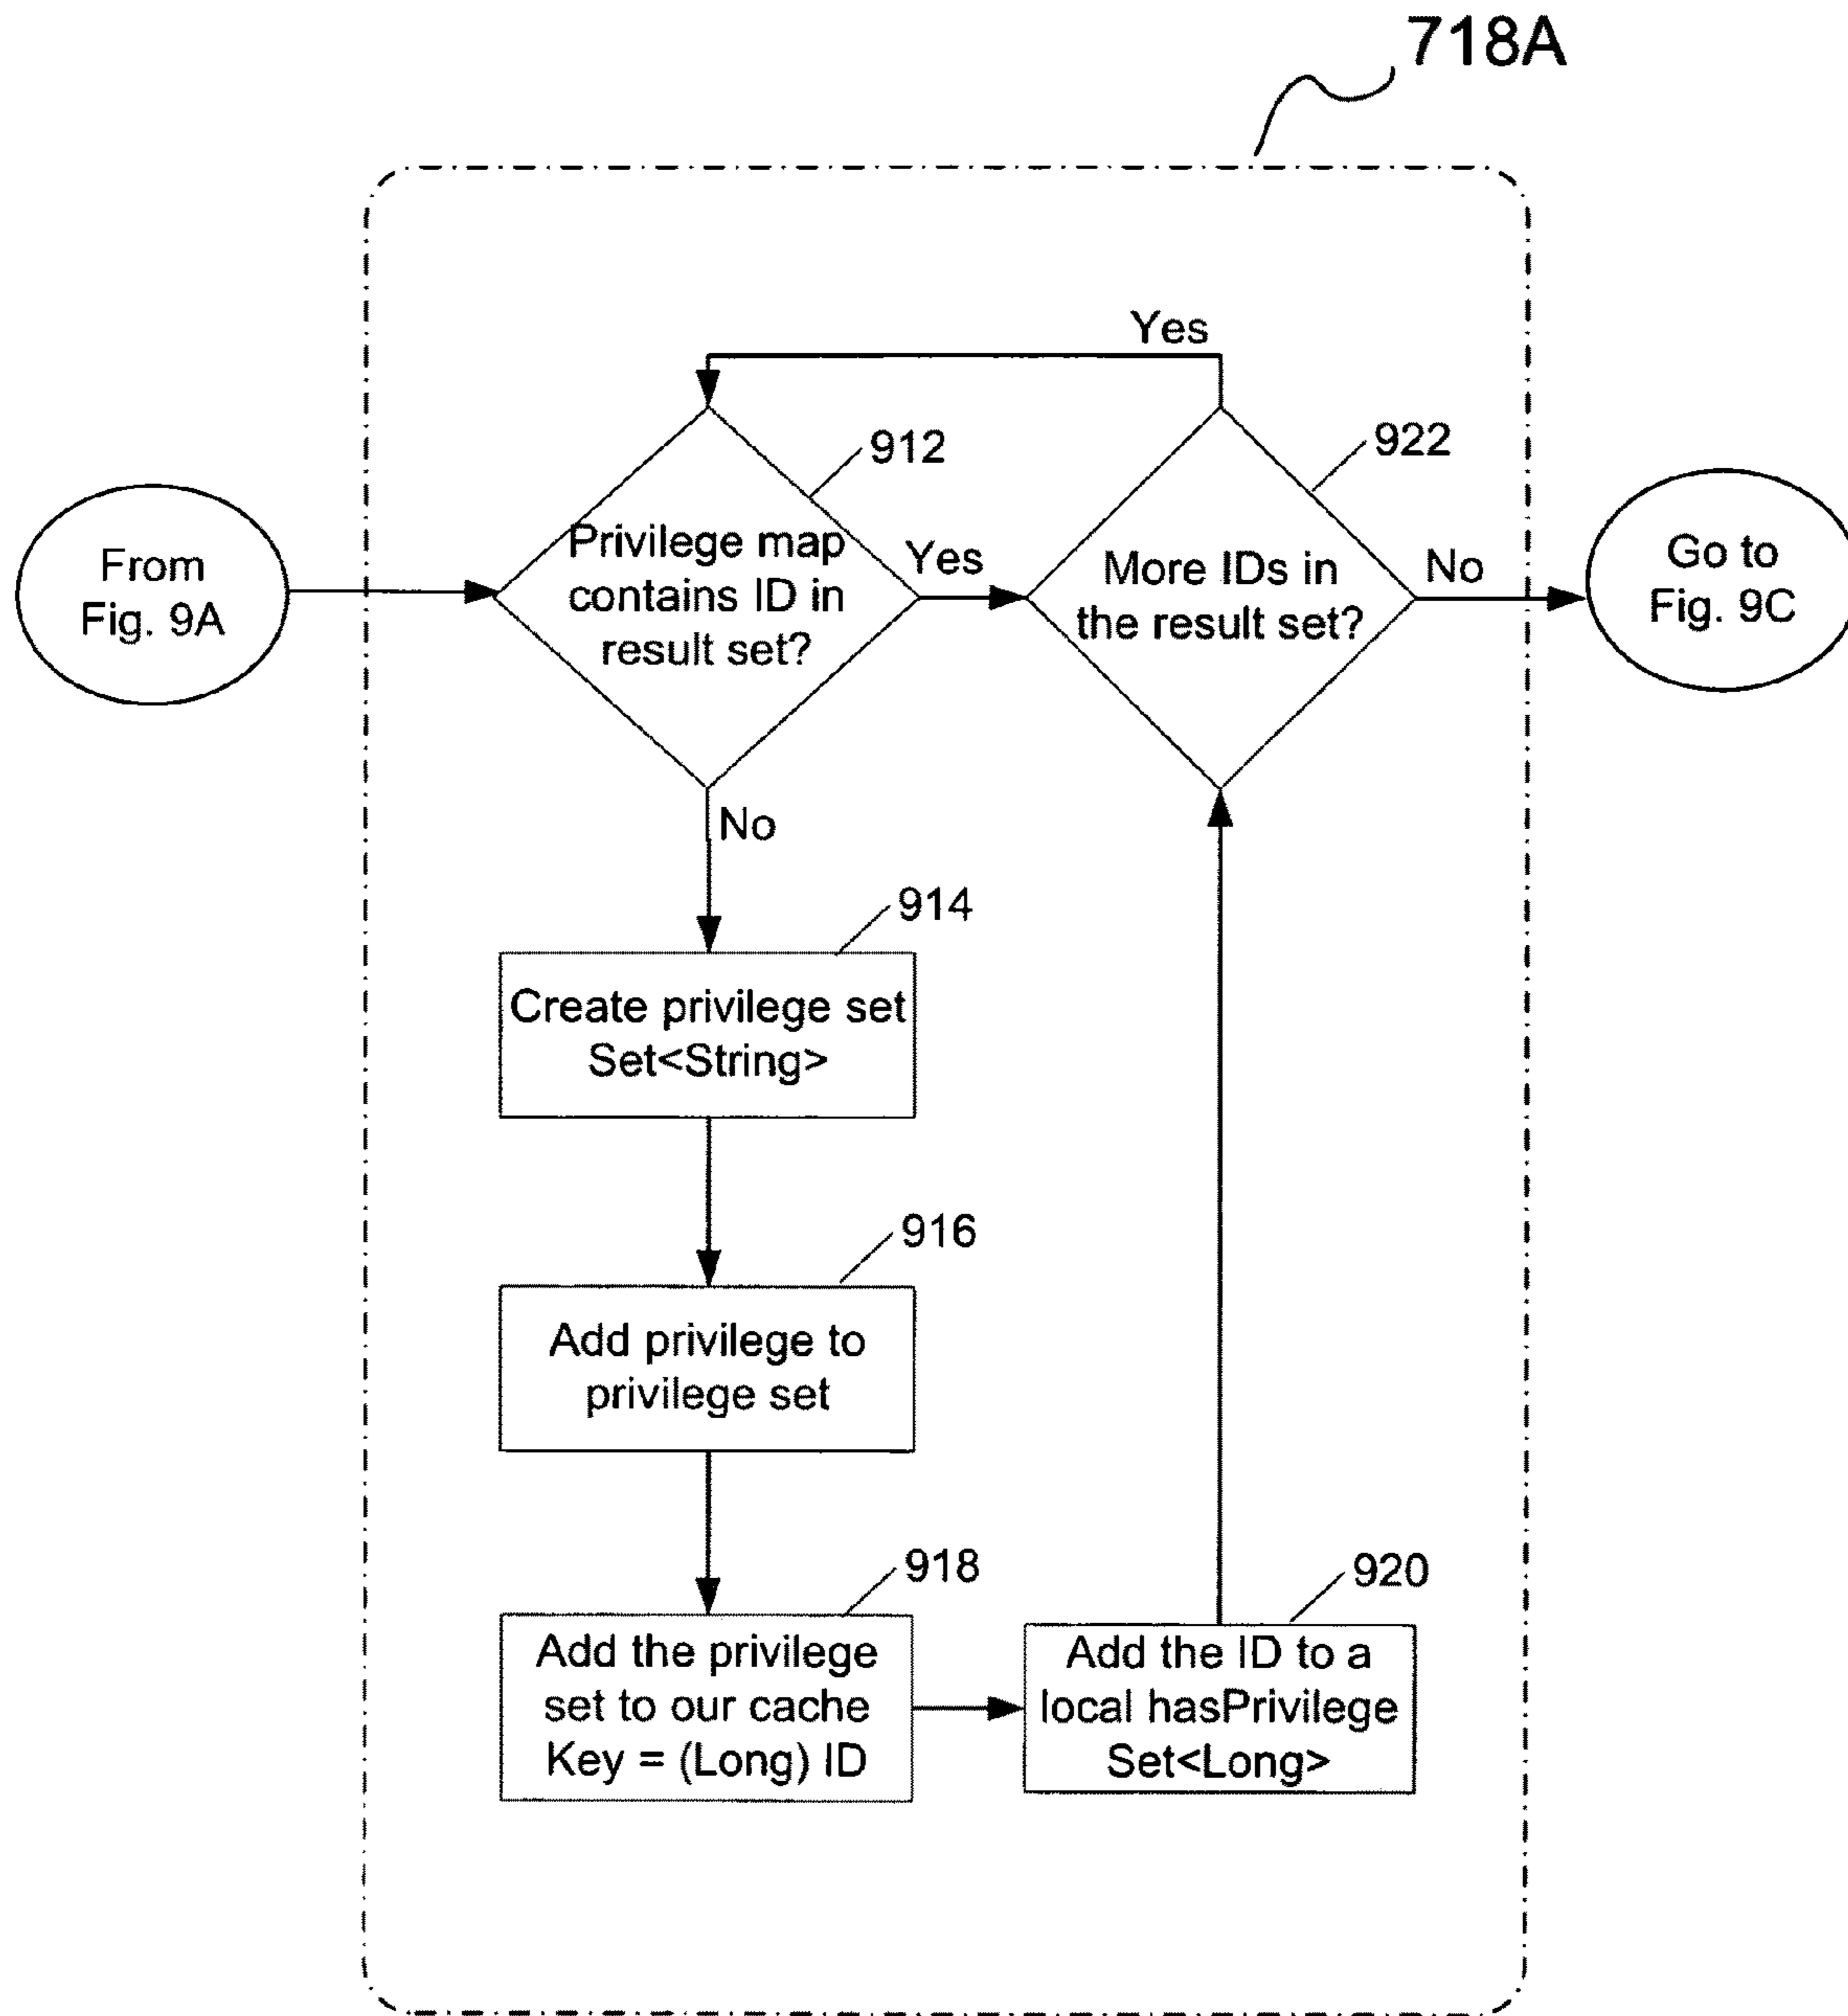 718A
Yes
912
922
From
Fig. 9A
Privilege map
contains ID in
result set?
Yes
More IDs in
the result set?
No
Go to
Fig. 9C
No
914
Create privilege set
Set<String>
916
Add privilege to
privilege set
918
Add the privilege
set to our cache
Key = (Long) ID
920
Add the ID to a
local hasPrivilege
Set<Long>